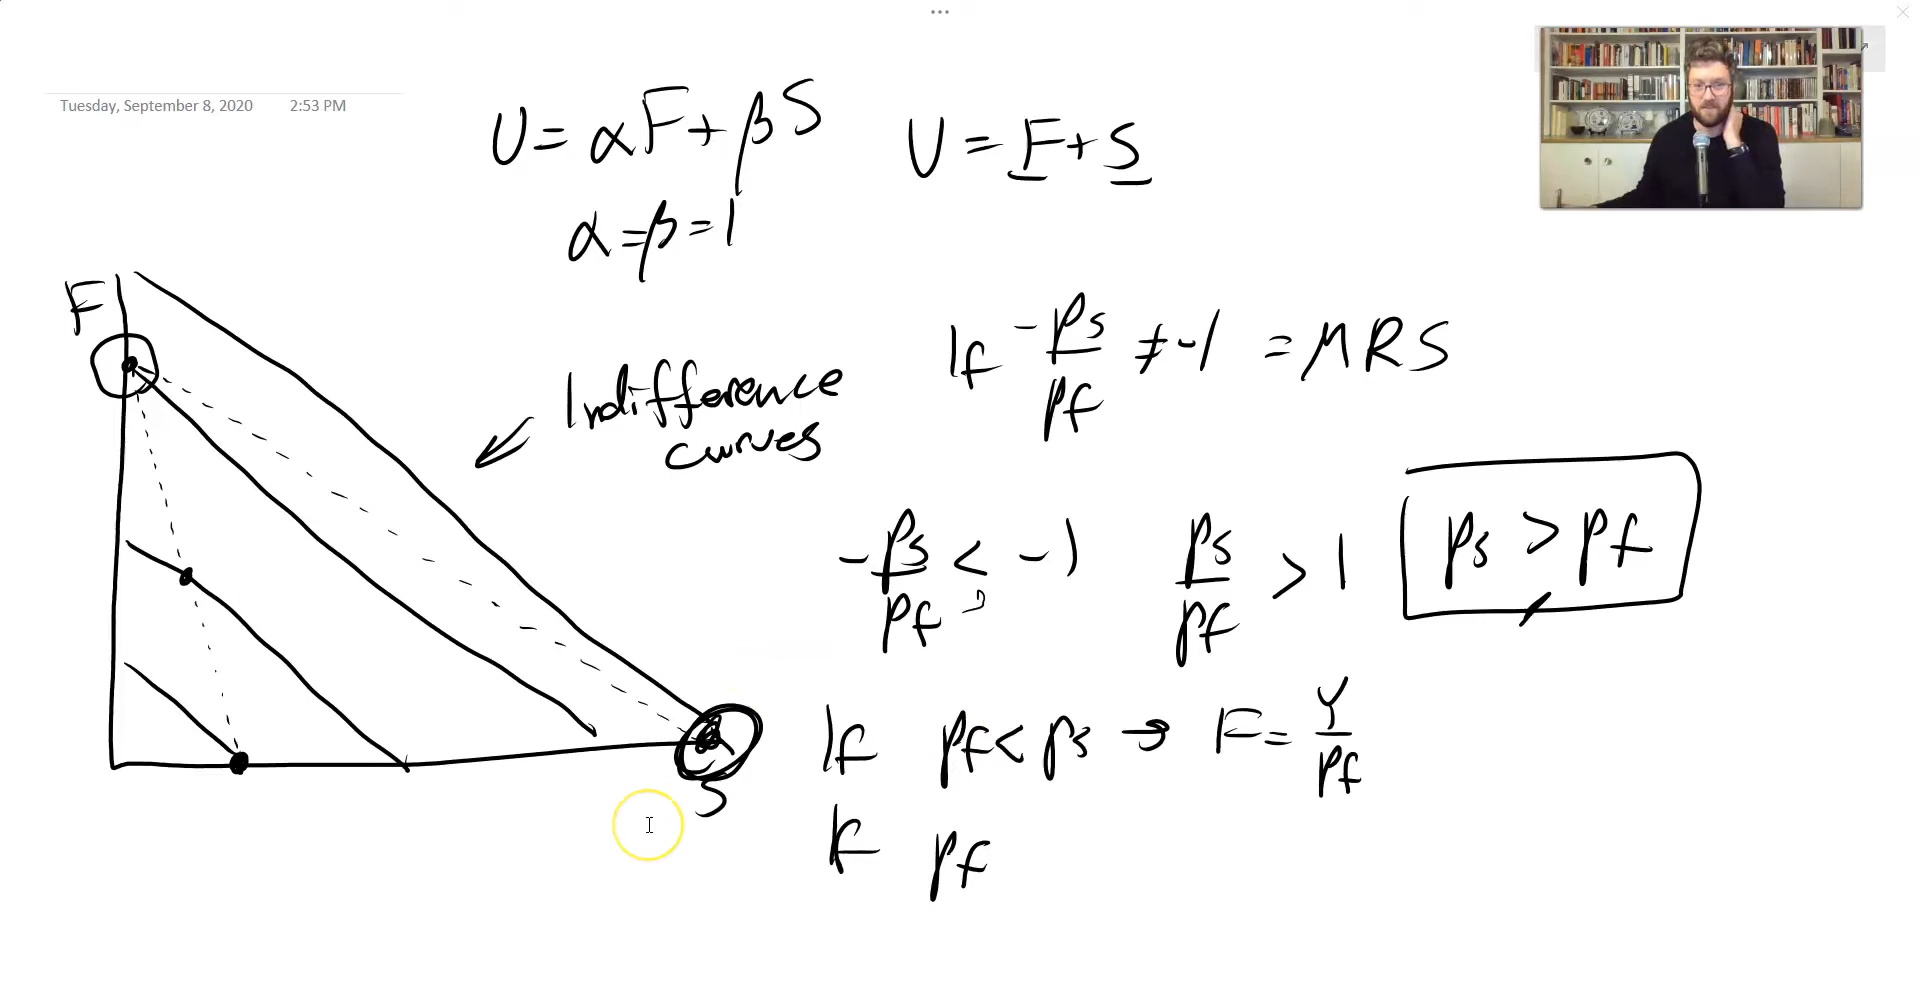 Tuesday, September 8, 2020 2:53 PM
U = αF + βS
U = F + S
α = β = 1
F
Indifference
curves
If -ps/pf ≠ -1 = MRS
-ps/pf < -1
ps/pf > 1
ps > pf
If pf < ps → F = Y/pf
S
If pf